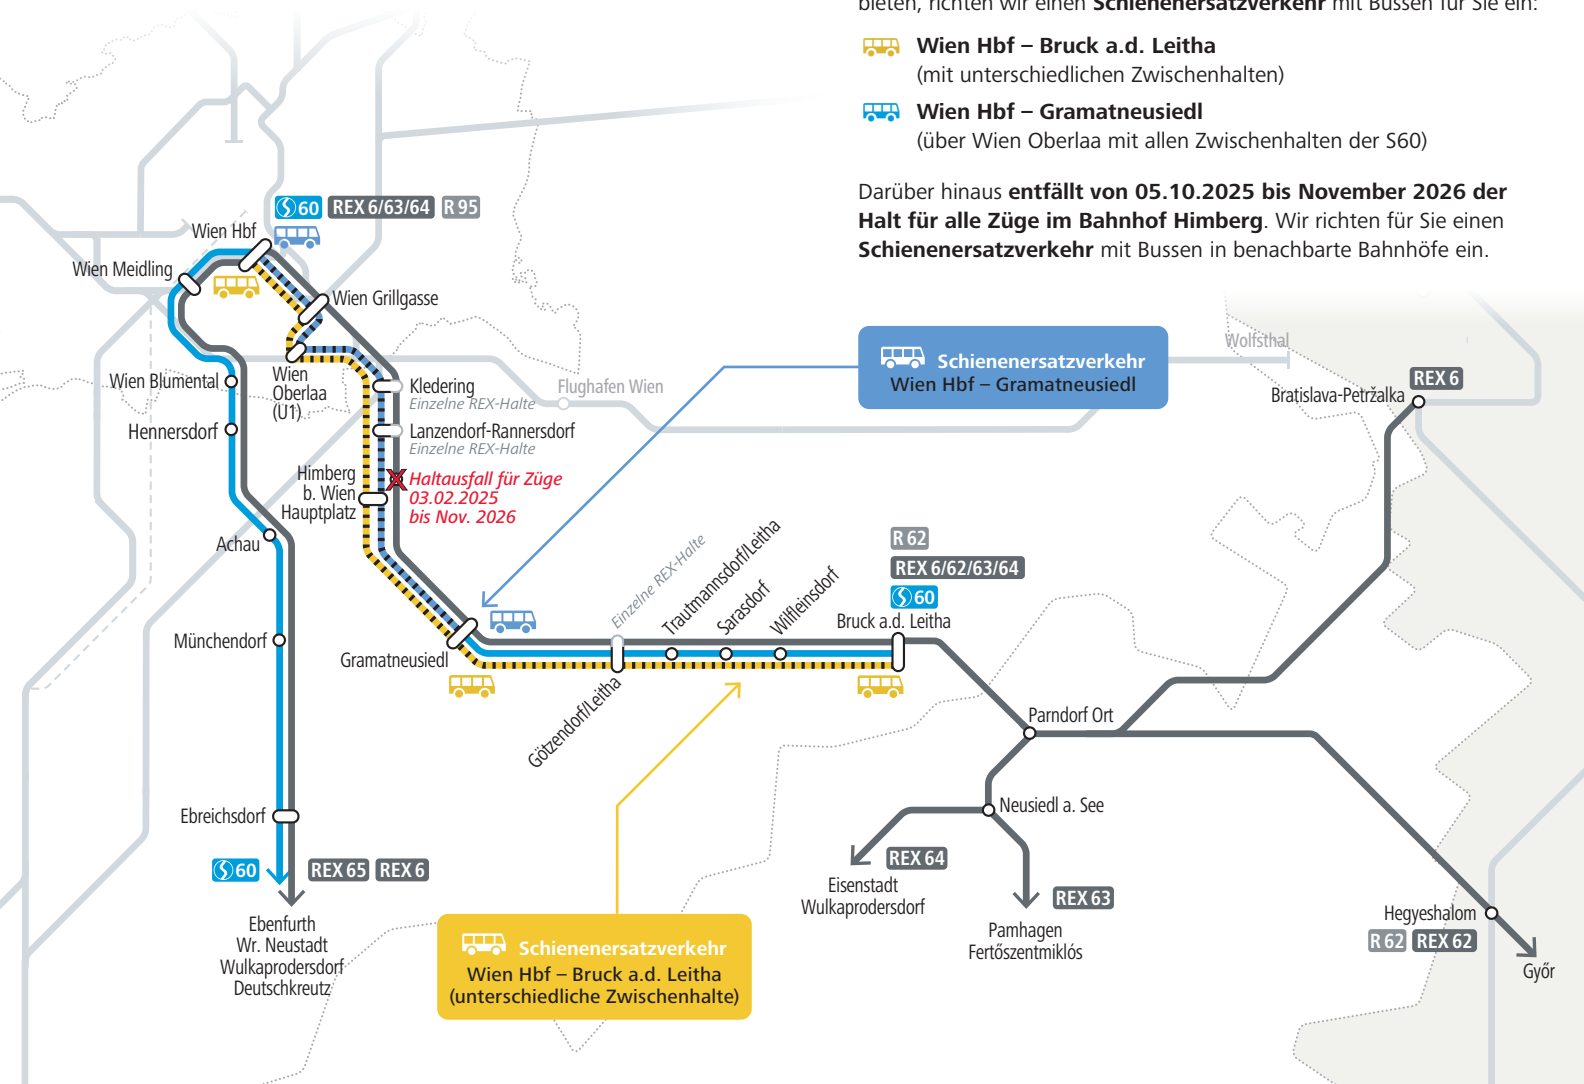 bieten, richten wir einen Schienenersatzverkehr mit Bussen für Sie ein:
Wien Hbf – Bruck a.d. Leitha
(mit unterschiedlichen Zwischenhalten)
Wien Hbf – Gramatneusiedl
(über Wien Oberlaa mit allen Zwischenhalten der S60)
Darüber hinaus entfällt von 05.10.2025 bis November 2026 der
Halt für alle Züge im Bahnhof Himberg. Wir richten für Sie einen
Schienenersatzverkehr mit Bussen in benachbarte Bahnhöfe ein.
S 60 REX 6/63/64 R 95
Wien Hbf
Wien Meidling
Wien Grillgasse
Wien Blumental
Wien
Oberlaa
(U1)
Kledering
Einzelne REX-Halte
Flughafen Wien
Hennersdorf
Lanzendorf-Rannersdorf
Einzelne REX-Halte
Himberg
b. Wien
Hauptplatz
Haltausfall für Züge
03.02.2025
bis Nov. 2026
Achau
Schienenersatzverkehr
Wien Hbf – Gramatneusiedl
Wolfsthal
REX 6
Bratislava-Petržalka
R 62
REX 6/62/63/64
S 60
Bruck a.d. Leitha
Einzelne REX-Halte
Trautmannsdorf/Leitha
Sarasdorf
Wilfleinsdorf
Münchendorf
Gramatneusiedl
Götzendorf/Leitha
Parndorf Ort
Ebreichsdorf
Neusiedl a. See
S 60 REX 65 REX 6
REX 64
Eisenstadt
Wulkaprodersdorf
REX 63
Pamhagen
Fertőszentmiklós
Ebenfurth
Wr. Neustadt
Wulkaprodersdorf
Deutschkreutz
Schienenersatzverkehr
Wien Hbf – Bruck a.d. Leitha
(unterschiedliche Zwischenhalte)
Hegyeshalom
R 62 REX 62
Győr